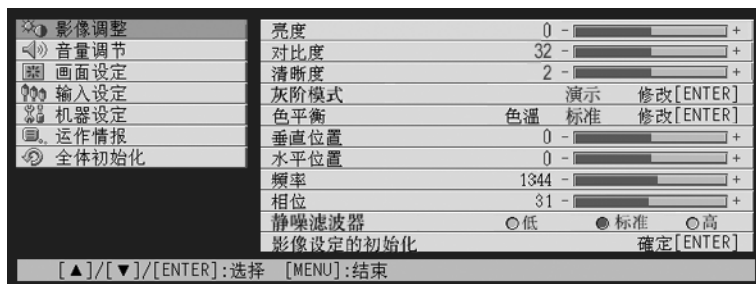 影像调整
音量调节
画面设定
输入设定
机器设定
运作情报
全体初始化
亮度 0 - +
对比度 32 - +
清晰度 2 - +
灰阶模式 演示 修改[ENTER]
色平衡 色溫 标准 修改[ENTER]
垂直位置 0 - +
水平位置 0 - +
频率 1344 - +
相位 31 - +
静噪滤波器 ○低 ●标准 ○高
影像设定的初始化 確定[ENTER]
[▲]/[▼]/[ENTER]:选择 [MENU]:结束